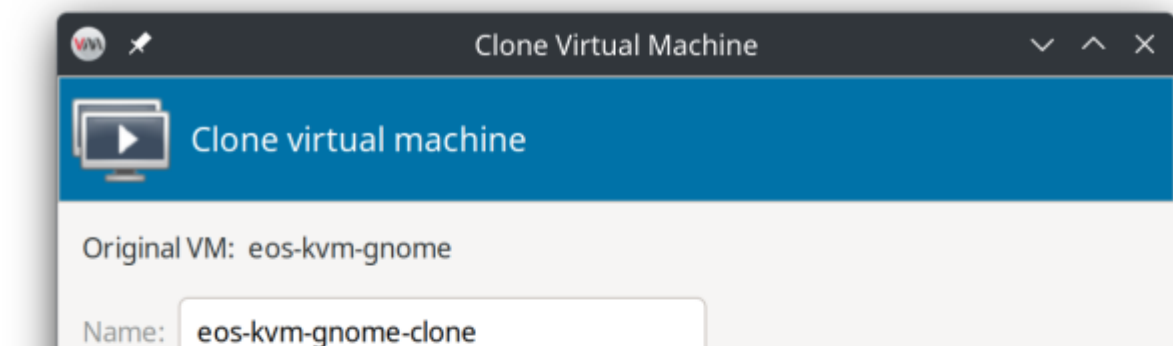 Clone Virtual Machine
Clone virtual machine
Original VM: eos-kvm-gnome
Name: eos-kvm-gnome-clone